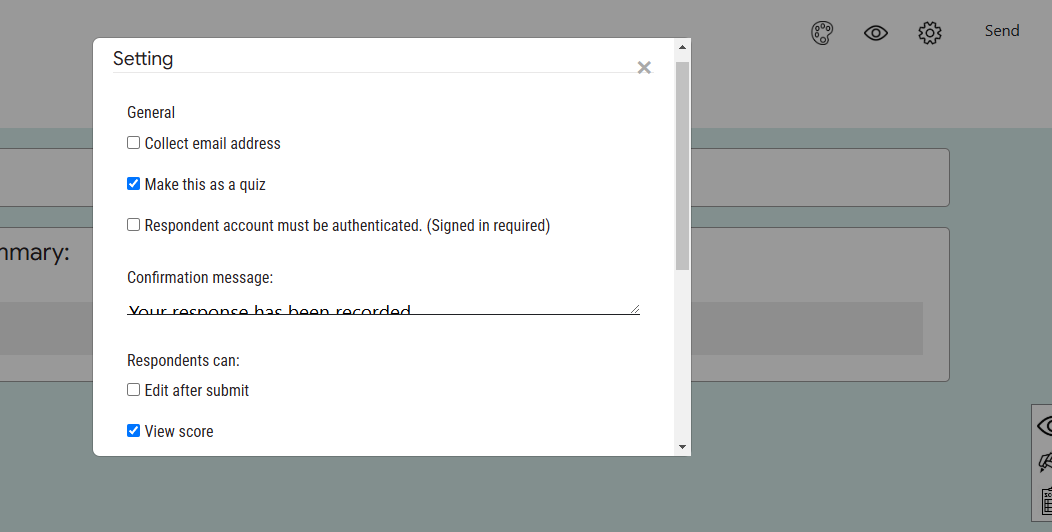 Send
Setting
General
Collect email address
Make this as a quiz
Respondent account must be authenticated. (Signed in required)
mmary:
Confirmation message:
Your response has been recorded
Respondents can:
Edit after submit
View score